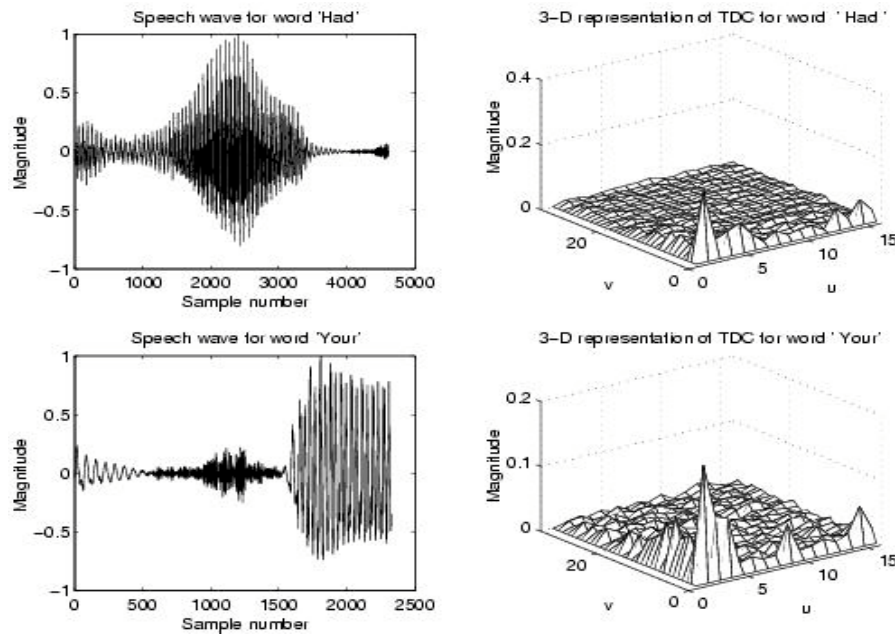 Speech wave for word 'Had'
1
0.5
0
−0.5
−1
Magnitude
0
1000
2000
3000
4000
5000
Sample number
3−D representation of TDC for word ' Had '
0.4
0.2
0
Magnitude
20
0
v
0
5
10
15
u
Speech wave for word 'Your'
1
0.5
0
−0.5
−1
Magnitude
0
500
1000
1500
2000
2500
Sample number
3−D representation of TDC for word ' Your'
0.2
0.1
0
Magnitude
20
0
v
0
5
10
15
u